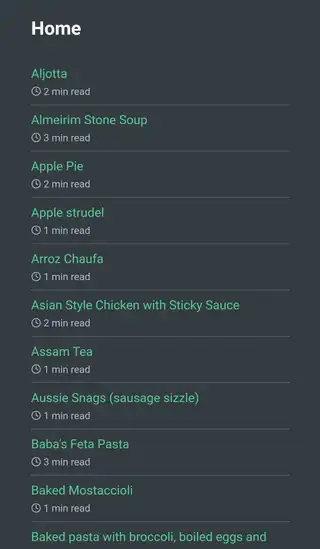 Home
Aljotta
2 min read
Almeirim Stone Soup
3 min read
Apple Pie
2 min read
Apple strudel
1 min read
Arroz Chaufa
1 min read
Asian Style Chicken with Sticky Sauce
2 min read
Assam Tea
1 min read
Aussie Snags (sausage sizzle)
1 min read
Baba's Feta Pasta
3 min read
Baked Mostaccioli
1 min read
Baked pasta with broccoli, boiled eggs and